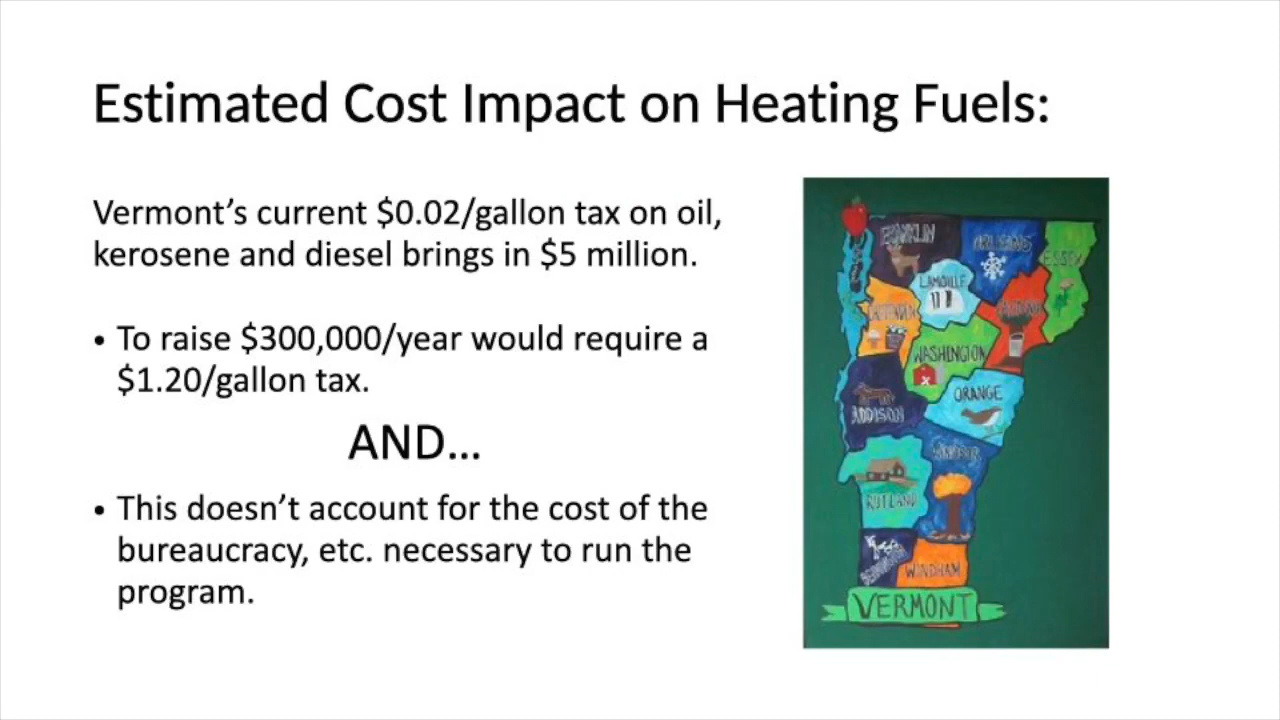 Estimated Cost Impact on Heating Fuels:
Vermont’s current $0.02/gallon tax on oil,
kerosene and diesel brings in $5 million.
• To raise $300,000/year would require a
$1.20/gallon tax.
AND…
• This doesn’t account for the cost of the
bureaucracy, etc. necessary to run the
program.
FRANKLIN
ORLEANS
ESSEX
LAMOILLE
WASHINGTON
ORANGE
ADDISON
WINDSOR
RUTLAND
BENNINGTON
WINDHAM
VERMONT